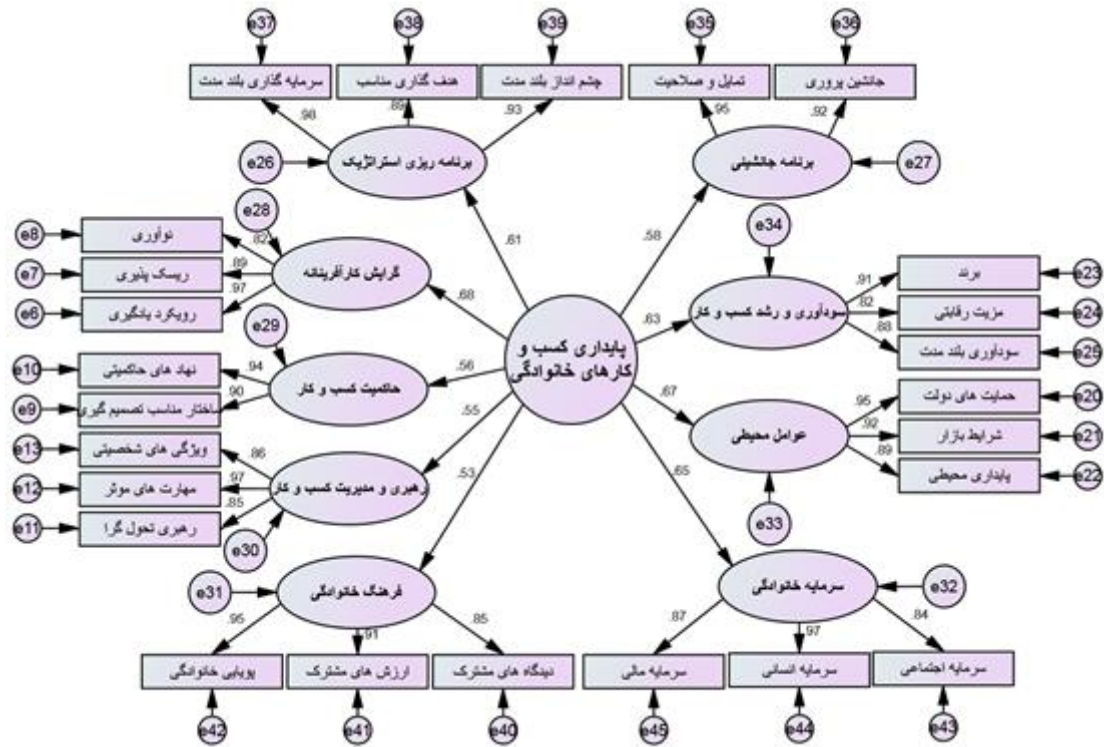 e37
e38
e39
e35
e36
سرمایه گذاری بلند مدت
هدف گذاری مناسب
چشم انداز بلند مدت
تمایل و صلاحیت
جانشین پروری
.98
.89
.93
.95
.92
e26
برنامه ریزی استراتژیک
برنامه جانشینی
e27
.61
.58
e28
e34
e8
نوآوری
.82
e7
ریسک پذیری
.89
گرایش کارآفرینانه
e6
رویکرد یادگیری
.97
.68
.63
سودآوری و رشد کسب و کار
.91
برند
e23
.82
مزیت رقابتی
e24
.88
سودآوری بلند مدت
e25
پایداری کسب و
کارهای خانوادگی
e29
e10
نهاد های حاکمیتی
.94
حاکمیت کسب و کار
.56
e9
ساختار مناسب تصمیم گیری
.90
.67
عوامل محیطی
.95
حمایت های دولت
e20
.92
شرایط بازار
e21
.89
پایداری محیطی
e22
e33
e13
ویژگی های شخصیتی
.86
e12
مهارت های موثر
.97
رهبری و مدیریت کسب و کار
.55
e11
رهبری تحول گرا
.85
e30
.53
.65
e31
فرهنگ خانوادگی
سرمایه خانوادگی
e32
.95
.91
.85
.87
.97
.84
پویایی خانوادگی
ارزش های مشترک
دیدگاه های مشترک
سرمایه مالی
سرمایه انسانی
سرمایه اجتماعی
e42
e41
e40
e45
e44
e43